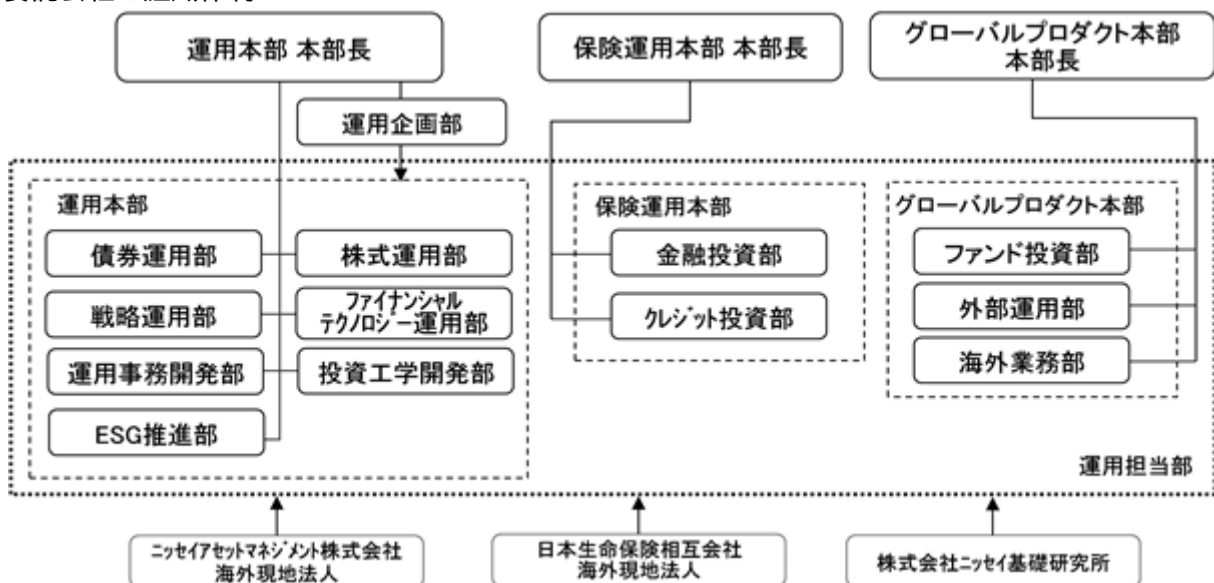 運用本部 本部長
保険運用本部 本部長
グローバルプロダクト本部
本部長
運用企画部
運用本部
債券運用部
株式運用部
戦略運用部
ファイナンシャル
テクノロジー運用部
運用事務開発部
投資工学開発部
ESG推進部
保険運用本部
金融投資部
クレジット投資部
グローバルプロダクト本部
ファンド投資部
外部運用部
海外業務部
運用担当部
ニッセイアセットマネジメント株式会社
海外現地法人
日本生命保険相互会社
海外現地法人
株式会社ニッセイ基礎研究所